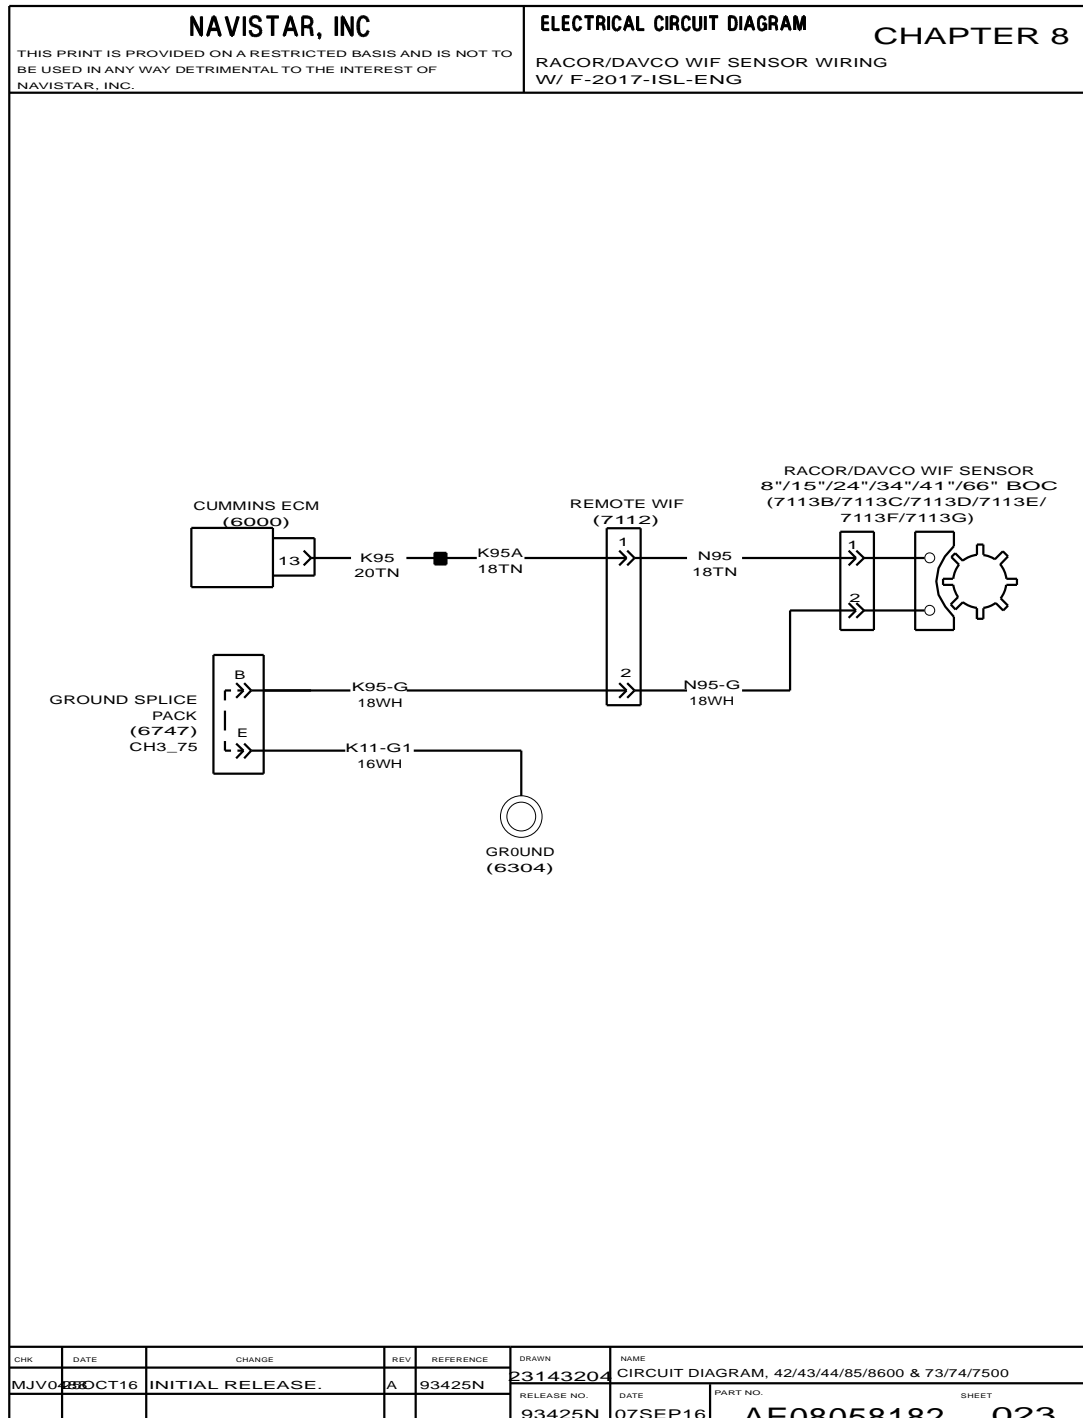 NAVISTAR, INC
THIS PRINT IS PROVIDED ON A RESTRICTED BASIS AND IS NOT TO
BE USED IN ANY WAY DETRIMENTAL TO THE INTEREST OF
NAVISTAR, INC.
ELECTRICAL CIRCUIT DIAGRAM
CHAPTER 8
RACOR/DAVCO WIF SENSOR WIRING
W/ F-2017-ISL-ENG
RACOR/DAVCO WIF SENSOR
8"/15"/24"/34"/41"/66" BOC
(7113B/7113C/7113D/7113E/
7113F/7113G)
CUMMINS ECM
(6000)
REMOTE WIF
(7112)
13
K95
20TN
K95A
18TN
1
N95
18TN
1
2
B
K95-G
18WH
2
N95-G
18WH
GROUND SPLICE
PACK
(6747)
CH3_75
E
K11-G1
16WH
GR0UND
(6304)
CHK
DATE
CHANGE
REV
REFERENCE
DRAWN
NAME
OCT16
INITIAL RELEASE.
A
93425N
23143204
CIRCUIT DIAGRAM, 42/43/44/85/8600 & 73/74/7500
RELEASE NO.
DATE
PART NO.
SHEET
93425N
07SEP16
AE08058182
023